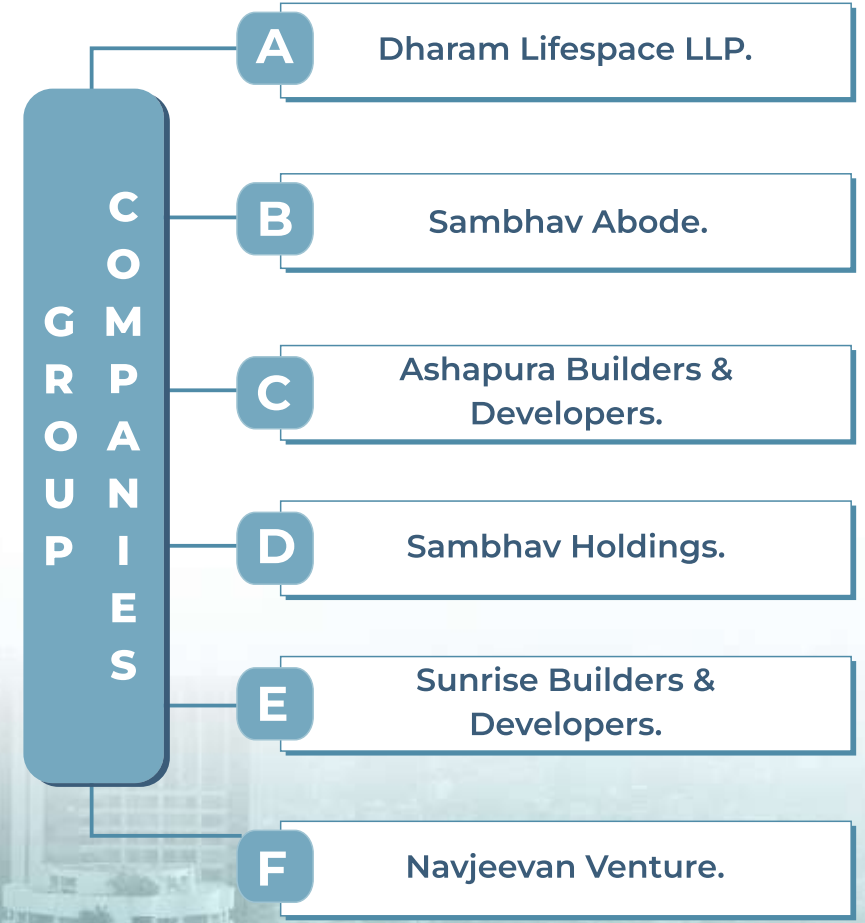 GROUP
COMPANIES
A
Dharam Lifespace LLP.
B
Sambhav Abode.
C
Ashapura Builders &
Developers.
D
Sambhav Holdings.
E
Sunrise Builders &
Developers.
F
Navjeevan Venture.